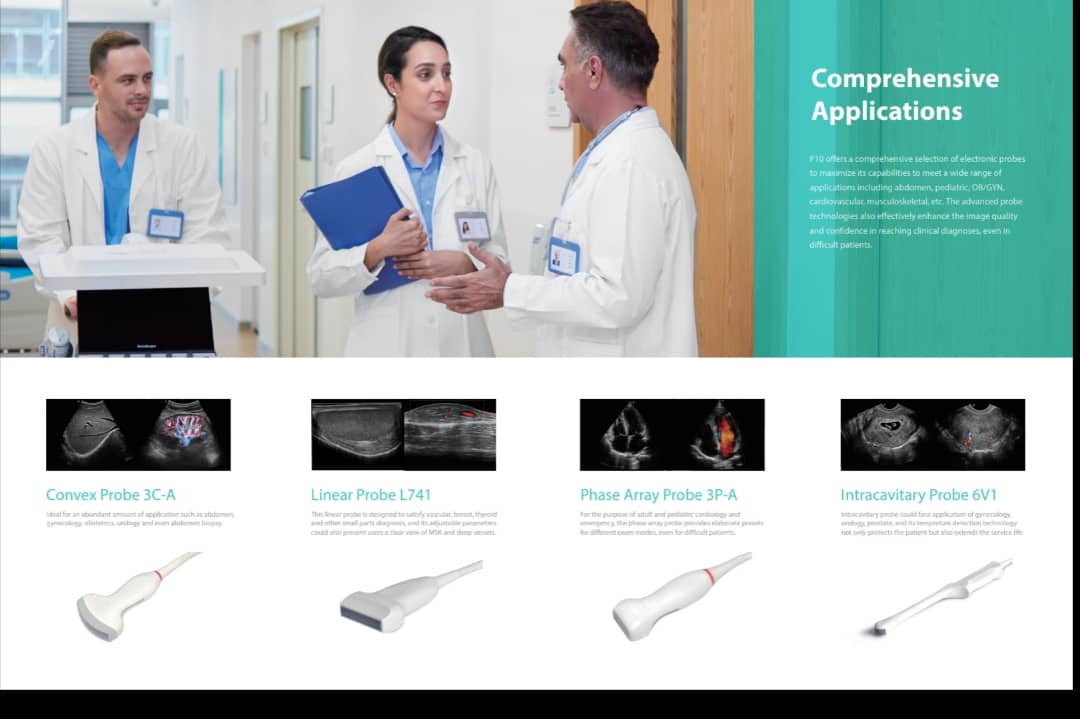 Comprehensive
Applications
F10 offers a comprehensive selection of electronic probes
to maximize its capabilities to meet a wide range of
applications including abdomen, pediatric, OB/GYN,
cardiovascular, musculoskeletal, etc. The advanced probe
technologies also effectively enhance the image quality
and confidence in reaching clinical diagnoses, even in
difficult patients.
Convex Probe 3C-A
Ideal for an abundant amount of application such as abdomen,
gynecology, obstetrics, urology and even abdomen biopsy.
Linear Probe L741
This linear probe is designed to satisfy vascular, breast, thyroid
and other small parts diagnosis, and its adjustable parameters
could also present users a clear view of MSK and deep vessels.
Phase Array Probe 3P-A
For the purpose of adult and pediatric cardiology and
emergency, the phase array probe provides elaborate presets
for different exam modes, even for difficult patients.
Intracavitary Probe 6V1
Intracavitary probe could face application of gynecology,
urology, prostate, and its tempreture detection technology
not only protects the patient but also extends the service life.